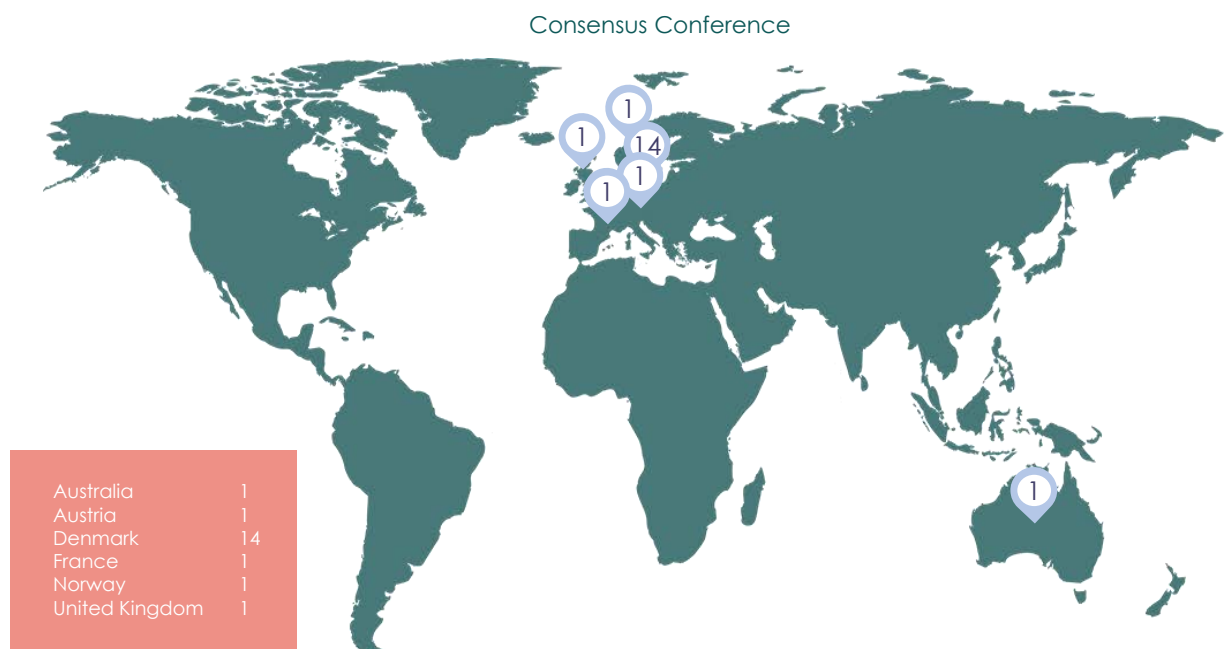 Consensus Conference
1
1
14
1
1
1
Australia 1
Austria 1
Denmark 14
France 1
Norway 1
United Kingdom 1